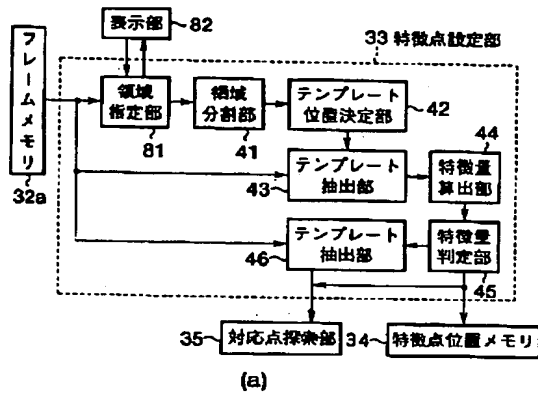 表示部 82
33 特徴点設定部
フレームメモリ
32a
領域
指定部
81
領域
分割部
41
テンプレート
位置決定部
42
テンプレート
抽出部
43
44
特徴量
算出部
テンプレート
抽出部
46
特徴量
判定部
45
35 対応点探索部
34 特徴点位置メモリ
(a)